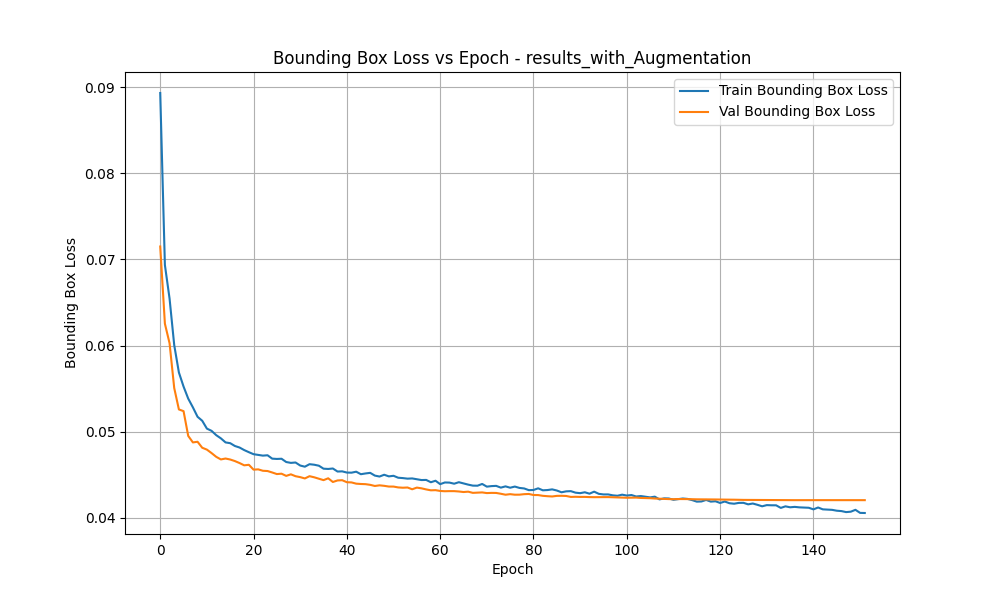 Bounding Box Loss vs Epoch - results_with_Augmentation
Train Bounding Box Loss
Val Bounding Box Loss
Bounding Box Loss
0.09
0.08
0.07
0.06
0.05
0.04
0 20 40 60 80 100 120 140
Epoch